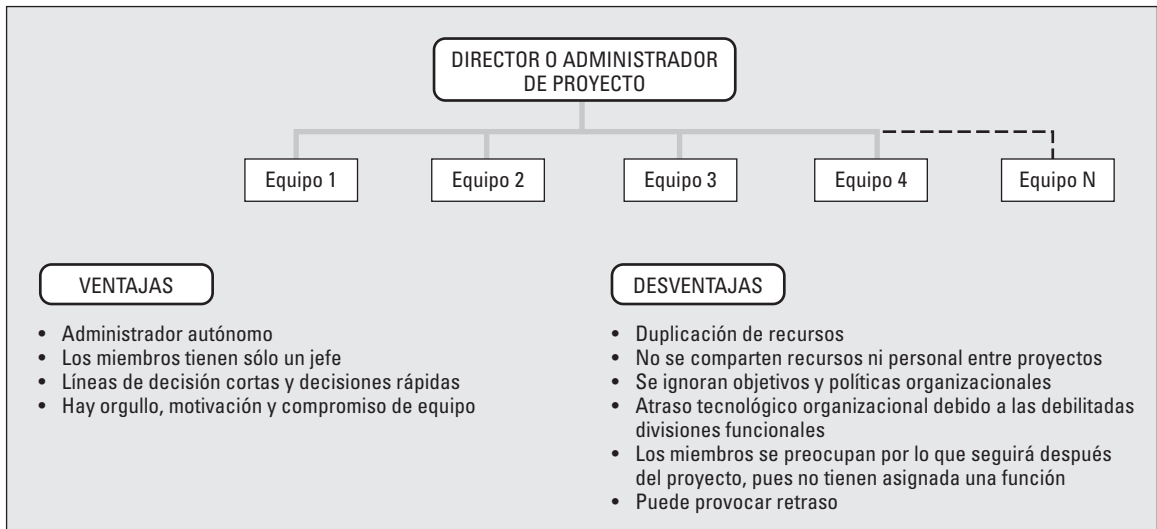 DIRECTOR O ADMINISTRADOR
DE PROYECTO
Equipo 1
Equipo 2
Equipo 3
Equipo 4
Equipo N
VENTAJAS
• Administrador autónomo
• Los miembros tienen sólo un jefe
• Líneas de decisión cortas y decisiones rápidas
• Hay orgullo, motivación y compromiso de equipo
DESVENTAJAS
• Duplicación de recursos
• No se comparten recursos ni personal entre proyectos
• Se ignoran objetivos y políticas organizacionales
• Atraso tecnológico organizacional debido a las debilitadas
divisiones funcionales
• Los miembros se preocupan por lo que seguirá después
del proyecto, pues no tienen asignada una función
• Puede provocar retraso